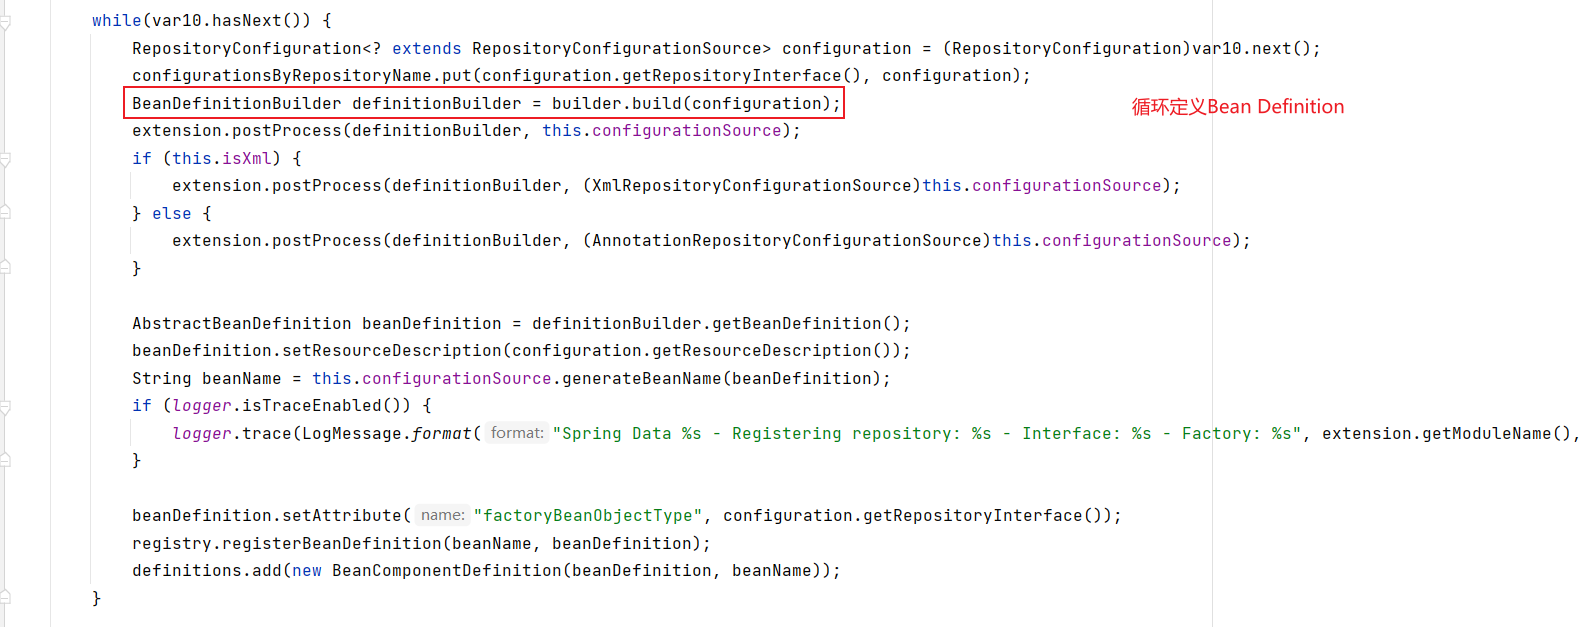 while(var10.hasNext()) {
RepositoryConfiguration<? extends RepositoryConfigurationSource> configuration = (RepositoryConfiguration)var10.next();
configurationsByRepositoryName.put(configuration.getRepositoryInterface(), configuration);
BeanDefinitionBuilder definitionBuilder = builder.build(configuration); 循环定义Bean Definition
extension.postProcess(definitionBuilder, this.configurationSource);
if (this.isXml) {
extension.postProcess(definitionBuilder, (XmlRepositoryConfigurationSource)this.configurationSource);
} else {
extension.postProcess(definitionBuilder, (AnnotationRepositoryConfigurationSource)this.configurationSource);
}
AbstractBeanDefinition beanDefinition = definitionBuilder.getBeanDefinition();
beanDefinition.setResourceDescription(configuration.getResourceDescription());
String beanName = this.configurationSource.generateBeanName(beanDefinition);
if (logger.isTraceEnabled()) {
logger.trace(LogMessage.format( format: "Spring Data %s - Registering repository: %s - Interface: %s - Factory: %s", extension.getModuleName(),
}
beanDefinition.setAttribute( name: "factoryBeanObjectType", configuration.getRepositoryInterface());
registry.registerBeanDefinition(beanName, beanDefinition);
definitions.add(new BeanComponentDefinition(beanDefinition, beanName));
}